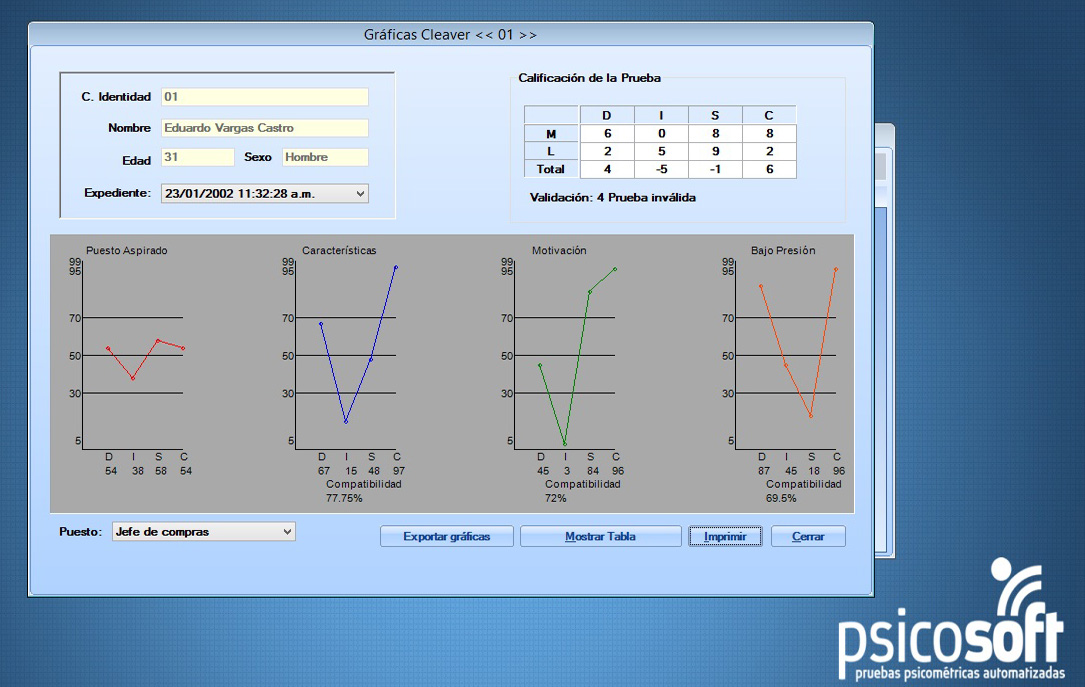 Gráficas Cleaver << 01 >>
C. Identidad 01
Nombre Eduardo Vargas Castro
Edad 31 Sexo Hombre
Expediente: 23/01/2002 11:32:28 a.m.
Calificación de la Prueba
D I S C
M 6 0 8 8
L 2 5 9 2
Total 4 -5 -1 6
Validación: 4 Prueba inválida
Puesto Aspirado
99
95
70
50
30
5
D I S C
54 38 58 54
Características
99
95
70
50
30
5
D I S C
67 15 48 97
Compatibilidad
77.75%
Motivación
99
95
70
50
30
5
D I S C
45 3 84 96
Compatibilidad
72%
Bajo Presión
99
95
70
50
30
5
D I S C
87 45 18 96
Compatibilidad
69.5%
Puesto: Jefe de compras
Exportar gráficas Mostrar Tabla Imprimir Cerrar
psicosoft
pruebas psicométricas automatizadas